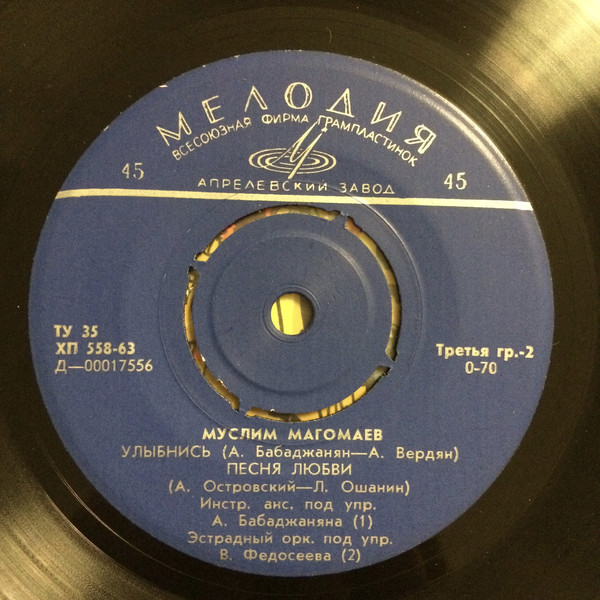 МЕЛОДИЯ
ВСЕСОЮЗНАЯ ФИРМА ГРАМПЛАСТИНОК
45
45
АПРЕЛЕВСКИЙ ЗАВОД
ТУ 35
ХП 558-63
Д—00017556
Третья гр.-2
0-70
МУСЛИМ МАГОМАЕВ
УЛЫБНИСЬ (А. Бабаджанян—А. Вердян)
ПЕСНЯ ЛЮБВИ
(А. Островский—Л. Ошанин)
Инстр. анс. под упр.
А. Бабаджаняна (1)
Эстрадный орк. под упр.
В. Федосеева (2)